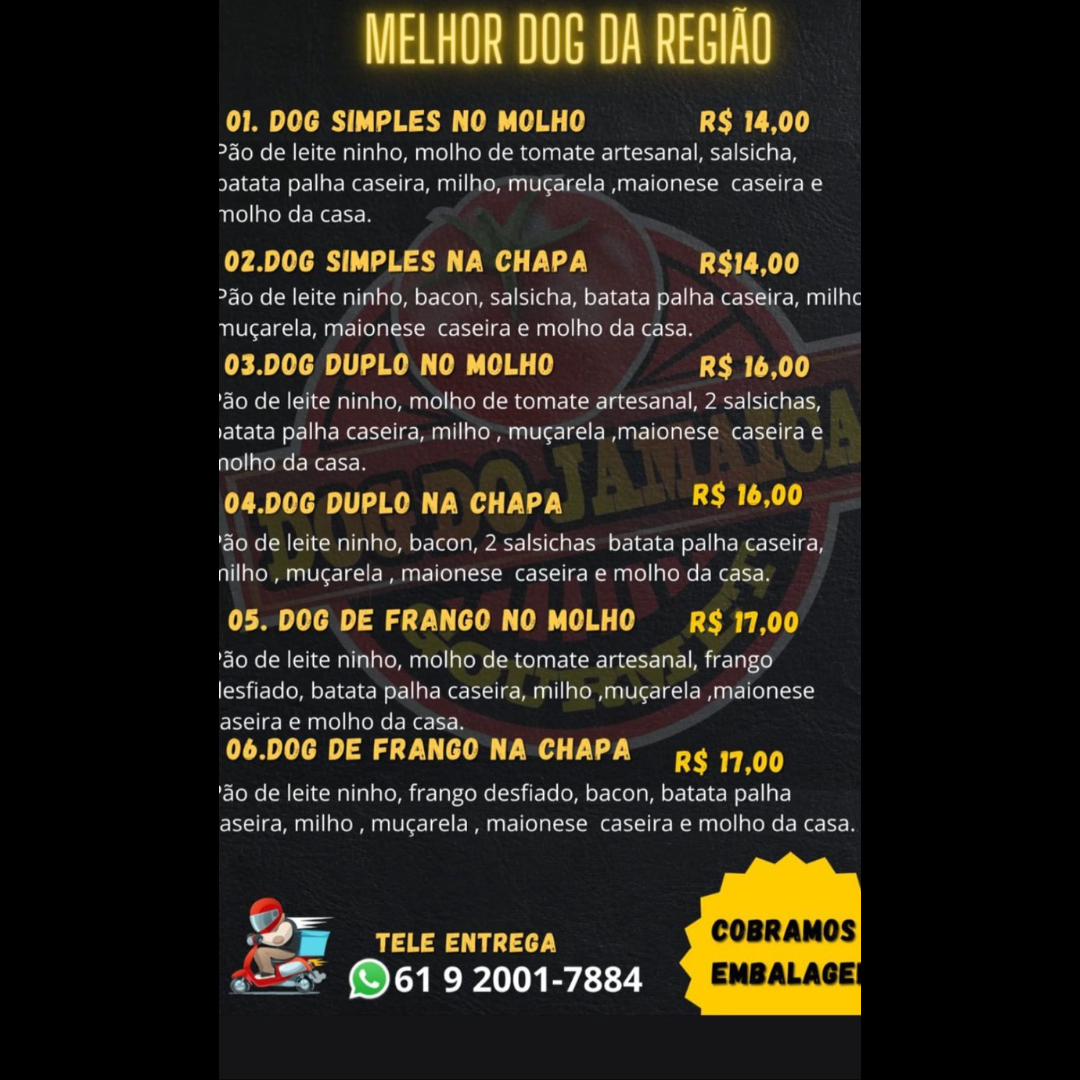 MELHOR DOG DA REGIÃO
01. DOG SIMPLES NO MOLHO R$ 14,00
Pão de leite ninho, molho de tomate artesanal, salsicha,
batata palha caseira, milho, muçarela ,maionese caseira e
molho da casa.
02.DOG SIMPLES NA CHAPA R$14,00
Pão de leite ninho, bacon, salsicha, batata palha caseira, milho
muçarela, maionese caseira e molho da casa.
03.DOG DUPLO NO MOLHO R$ 16,00
Pão de leite ninho, molho de tomate artesanal, 2 salsichas,
batata palha caseira, milho , muçarela ,maionese caseira e
molho da casa.
04.DOG DUPLO NA CHAPA R$ 16,00
Pão de leite ninho, bacon, 2 salsichas batata palha caseira,
milho , muçarela , maionese caseira e molho da casa.
05. DOG DE FRANGO NO MOLHO R$ 17,00
Pão de leite ninho, molho de tomate artesanal, frango
desfiado, batata palha caseira, milho ,muçarela ,maionese
aseira e molho da casa.
06.DOG DE FRANGO NA CHAPA R$ 17,00
Pão de leite ninho, frango desfiado, bacon, batata palha
aseira, milho , muçarela , maionese caseira e molho da casa.
DOG DO JAMAICA
GOURMET
TELE ENTREGA
61 9 2001-7884
COBRAMOS
EMBALAGE